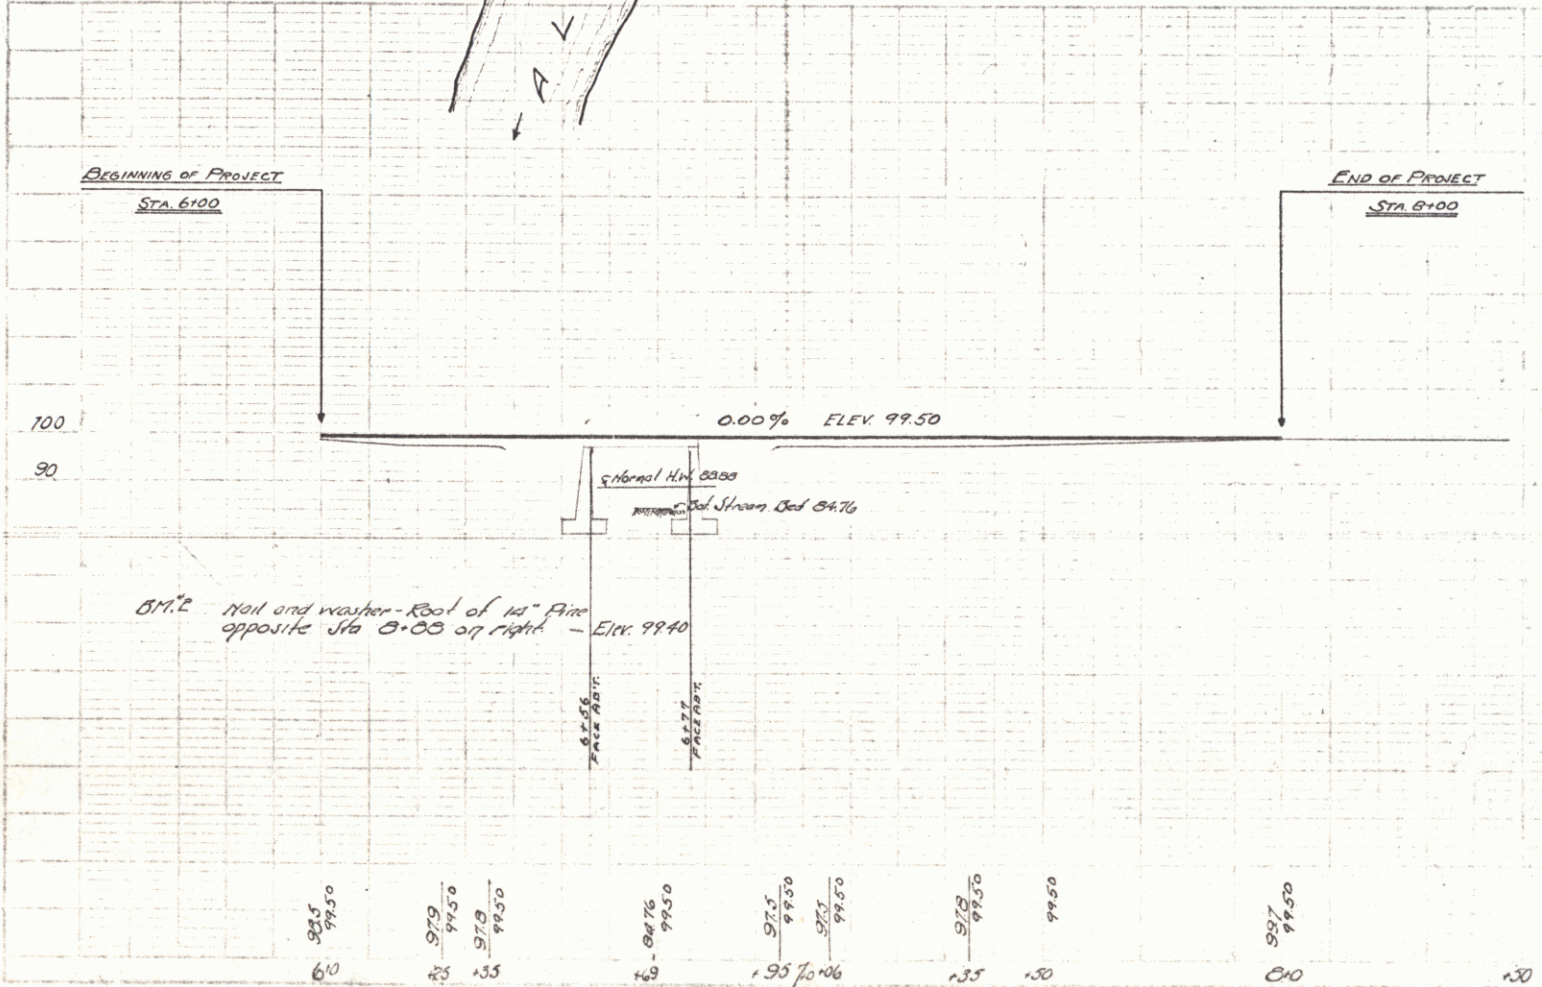 BEGINNING OF PROJECT
STA. 6+00
END OF PROJECT
STA. 8+00
100
90
0.00% ELEV. 99.50
Normal H.W. 88.88
Bot. Stream Bed 84.76
B.M.#2 Nail and washer - Root of 14" Pine
opposite Sta 8+88 on right - Elev. 99.40
6+56
FACE ABT.
6+77
FACE ABT.
98.5
99.50
97.9
99.50
97.8
99.50
84.76
99.50
97.5
99.50
97.5
99.50
97.8
99.50
99.50
99.7
99.50
6+0
+25
+35
+69
+95
7+0
+06
+35
+50
8+0
+50